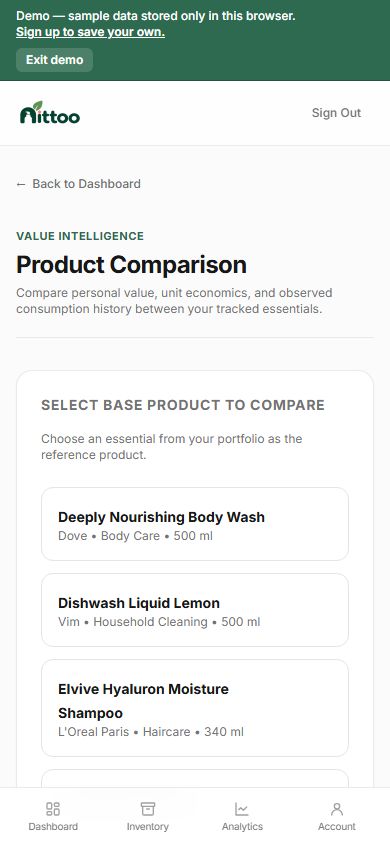 Demo — sample data stored only in this browser.
Sign up to save your own.
Exit demo
Nittoo
Sign Out
← Back to Dashboard
VALUE INTELLIGENCE
Product Comparison
Compare personal value, unit economics, and observed
consumption history between your tracked essentials.
SELECT BASE PRODUCT TO COMPARE
Choose an essential from your portfolio as the
reference product.
Deeply Nourishing Body Wash
Dove • Body Care • 500 ml
Dishwash Liquid Lemon
Vim • Household Cleaning • 500 ml
Elvive Hyaluron Moisture
Shampoo
L'Oreal Paris • Haircare • 340 ml
Dashboard
Inventory
Analytics
Account